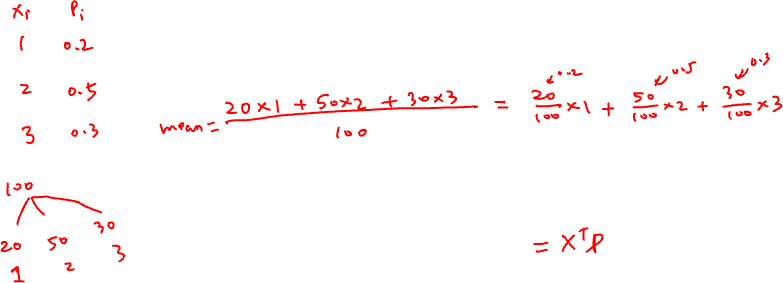 xᵢ pᵢ
1 0.2
2 0.5
3 0.3
mean = (20×1 + 50×2 + 30×3)/100 = 20/100 ×1 + 50/100 ×2 + 30/100 ×3
0.2 0.5 0.3
100
20 50 30
1 2 3
= XᵀP